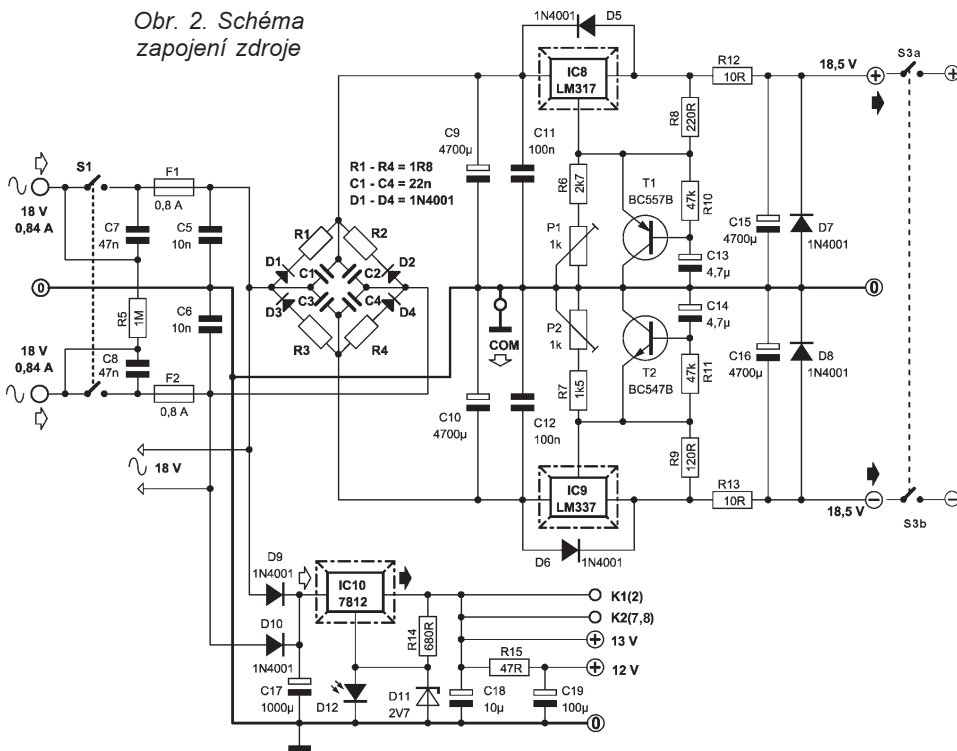 Obr. 2. Schéma
zapojení zdroje
1N4001
D5
IC8
LM317
R12
10R
18,5 V
S3a
R8
220R
C9
4700µ
C11
100n
R1 - R4 = 1R8
C1 - C4 = 22n
D1 - D4 = 1N4001
R6
2k7
T1
BC557B
R10
47k
P1
1k
C13
4,7µ
C15
4700µ
D7
1N4001
S1
F1
0,8 A
18 V
0,84 A
C7
47n
C5
10n
R1
R2
D1
C1
C2
D2
D3
C3
C4
D4
R3
R4
0
0
R5
1M
C6
10n
COM
P2
1k
C14
4,7µ
18 V
0,84 A
C8
47n
F2
0,8 A
T2
BC547B
R11
47k
R7
1k5
C16
4700µ
D8
1N4001
C10
4700µ
C12
100n
R9
120R
18 V
IC9
LM337
R13
10R
18,5 V
S3b
D6
1N4001
D9
1N4001
IC10
7812
K1(2)
K2(7,8)
13 V
D10
1N4001
R14
680R
R15
47R
12 V
C17
1000µ
D12
D11
2V7
C18
10µ
C19
100µ
0